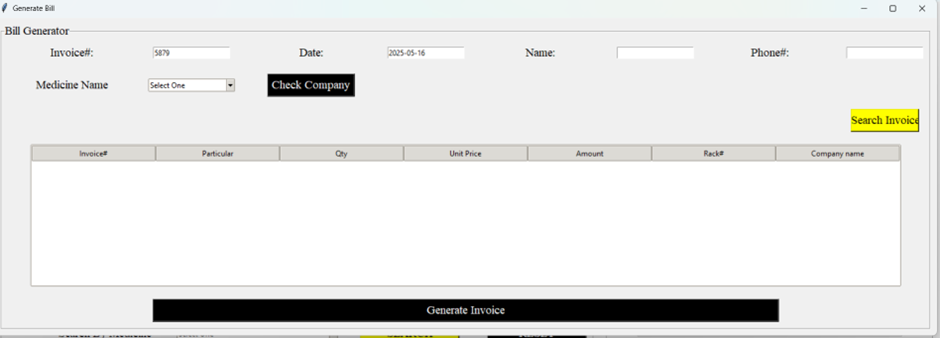 Generate Bill
Bill Generator
Invoice#: 5879 Date: 2025-05-16 Name: Phone#:
Medicine Name Select One Check Company
Search Invoice
Invoice# Particular Qty Unit Price Amount Rack# Company name
Generate Invoice